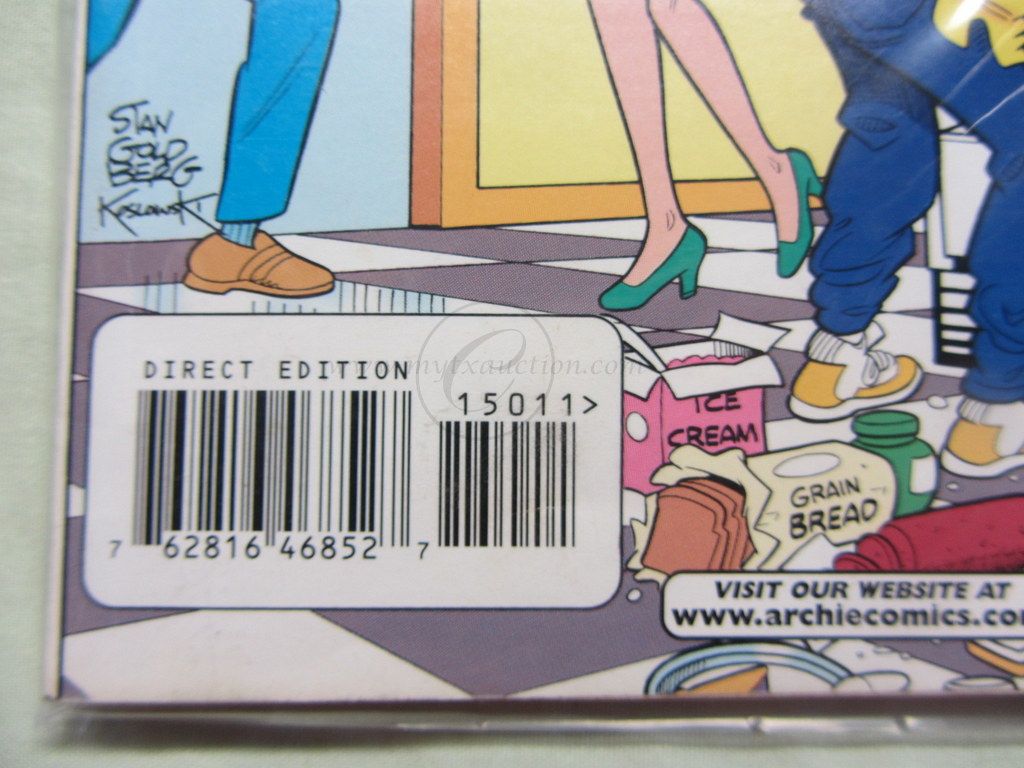 STAN
GOLD
BERG
KOSLOWSKI
DIRECT EDITION
www.mytxauction.com
15011>
7 62816 46852 7
ICE
CREAM
GRAIN
BREAD
VISIT OUR WEBSITE AT
www.archiecomics.co